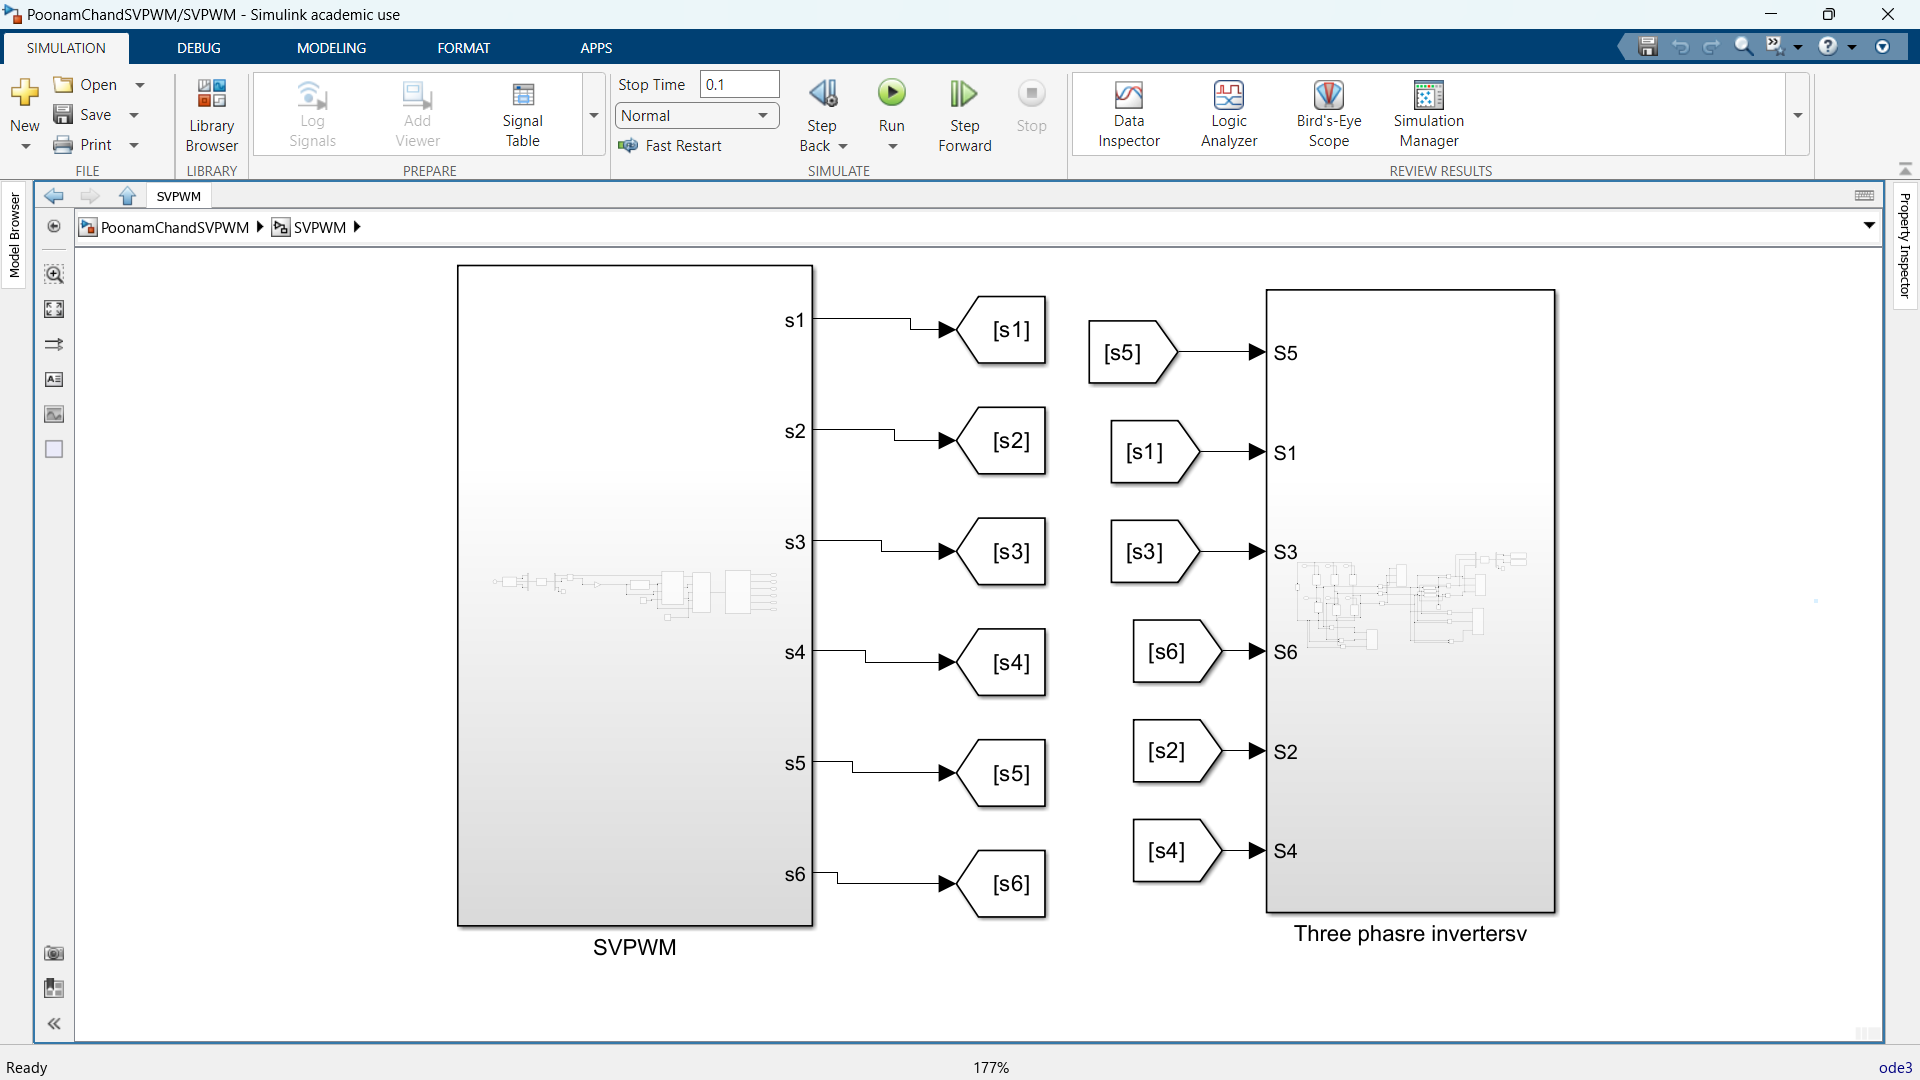 PoonamChandSVPWM/SVPWM - Simulink academic use
SIMULATION DEBUG MODELING FORMAT APPS
New
Open
Save
Print
FILE
Library
Browser
LIBRARY
Log
Signals
Add
Viewer
Signal
Table
PREPARE
Stop Time 0.1
Normal
Fast Restart
Step
Back
Run
Step
Forward
Stop
SIMULATE
Data
Inspector
Logic
Analyzer
Bird's-Eye
Scope
Simulation
Manager
REVIEW RESULTS
Model Browser
SVPWM
PoonamChandSVPWM SVPWM
Property Inspector
s1 [s1]
s2 [s2]
s3 [s3]
s4 [s4]
s5 [s5]
s6 [s6]
SVPWM
[s5] S5
[s1] S1
[s3] S3
[s6] S6
[s2] S2
[s4] S4
Three phasre invertersv
Ready
177%
ode3